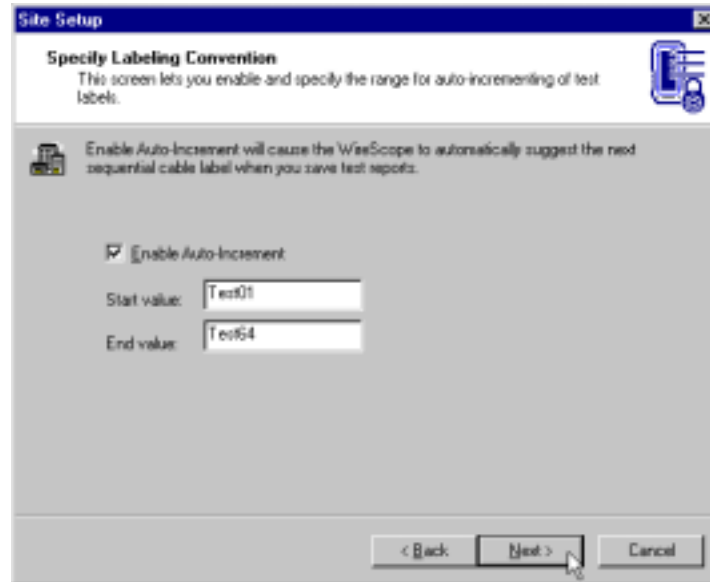 Site Setup
Specify Labeling Convention
This screen lets you enable and specify the range for auto-incrementing of test
labels.
Enable Auto-Increment will cause the WireScope to automatically suggest the next
sequential cable label when you save test reports.
Enable Auto-Increment
Start value: Test01
End value: Test64
< Back Next > Cancel